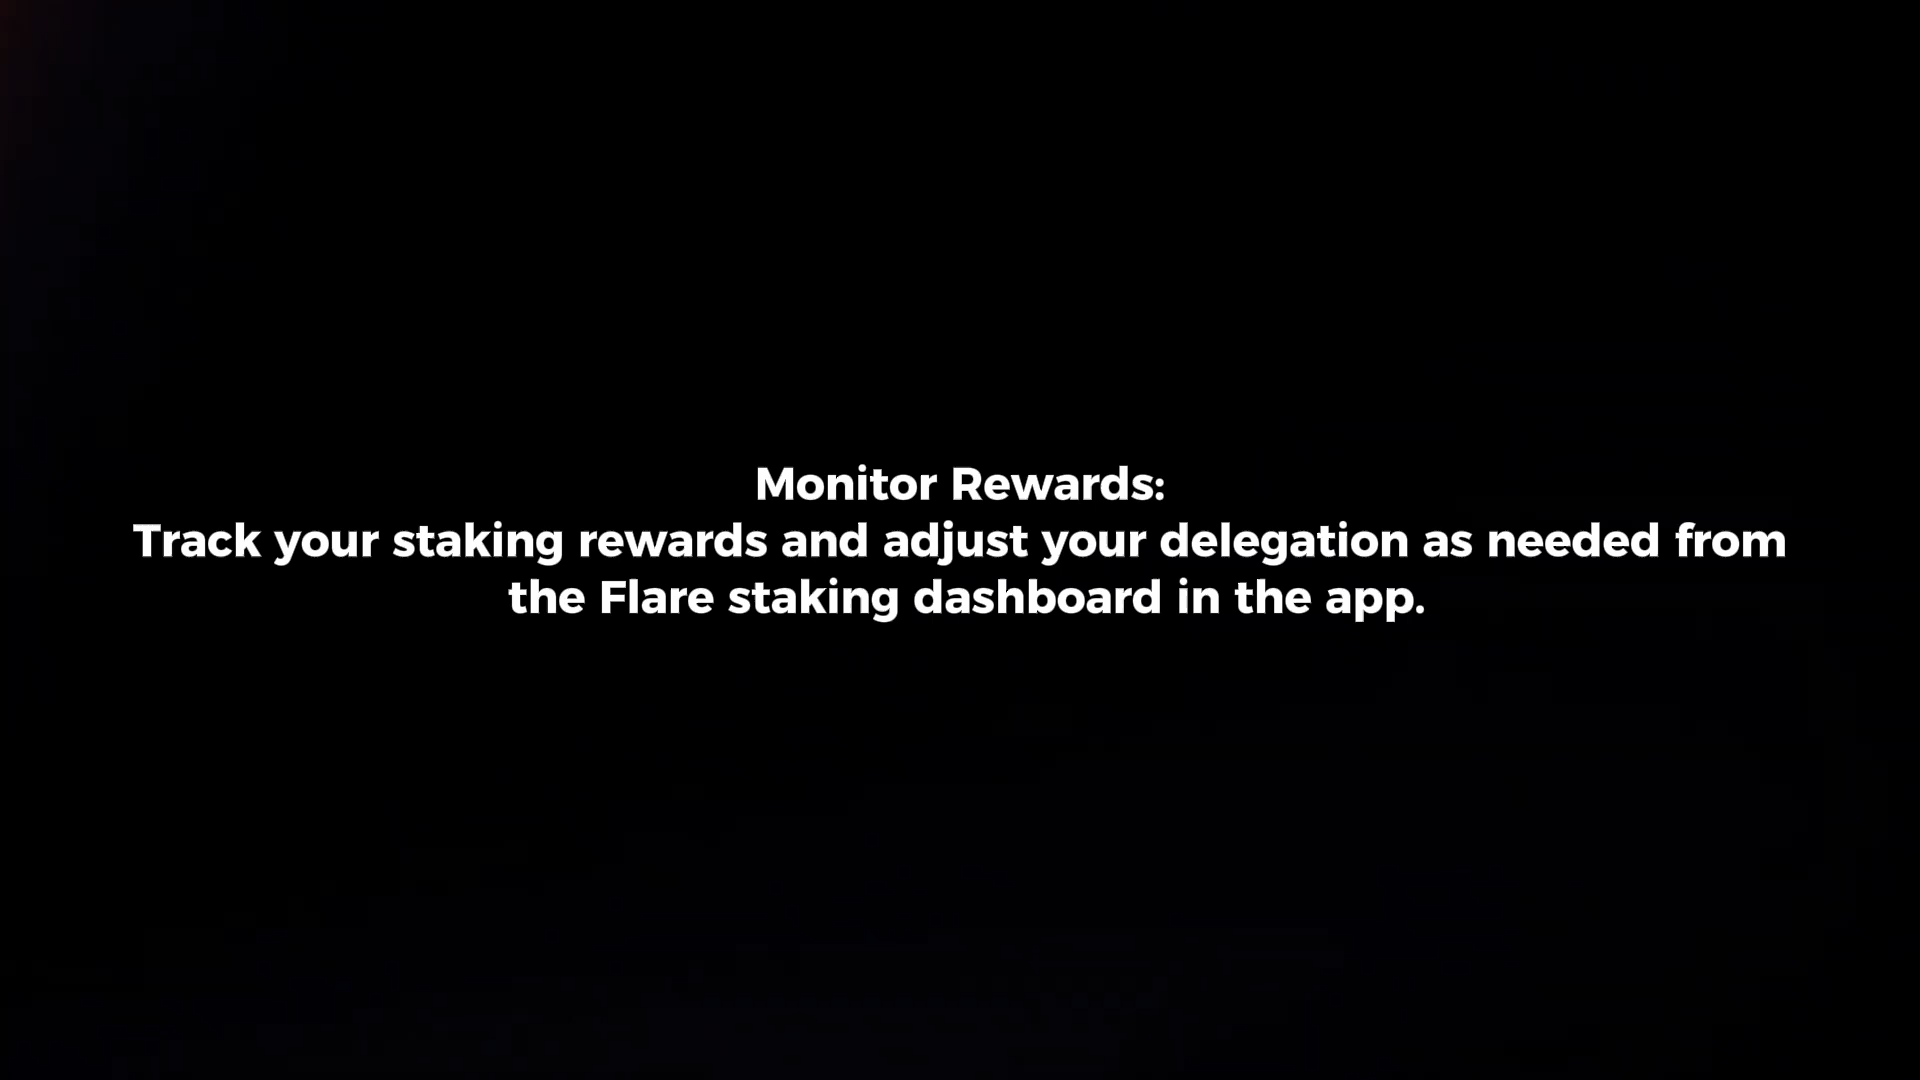 Monitor Rewards:
Track your staking rewards and adjust your delegation as needed from
the Flare staking dashboard in the app.